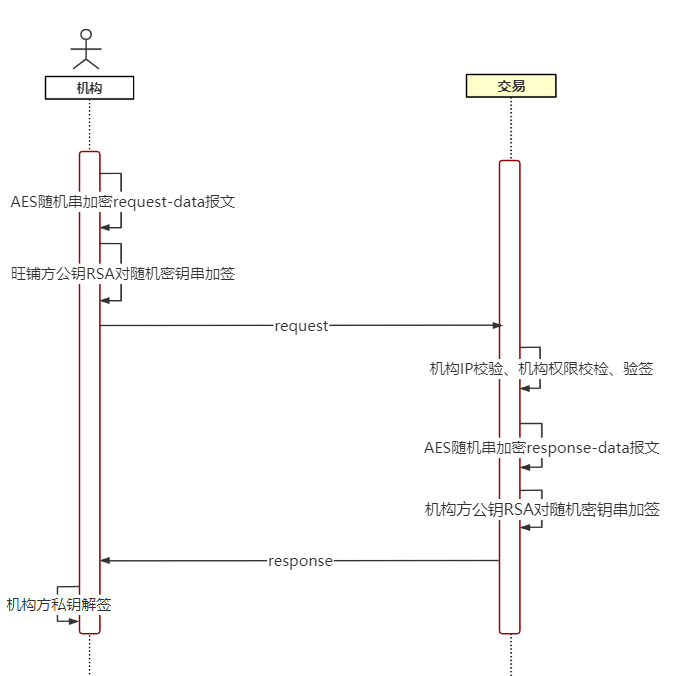 机构
交易
AES随机串加密request-data报文
旺铺方公钥RSA对随机密钥串加签
request
机构IP校验、机构权限校检、验签
AES随机串加密response-data报文
机构方公钥RSA对随机密钥串加签
response
机构方私钥解签